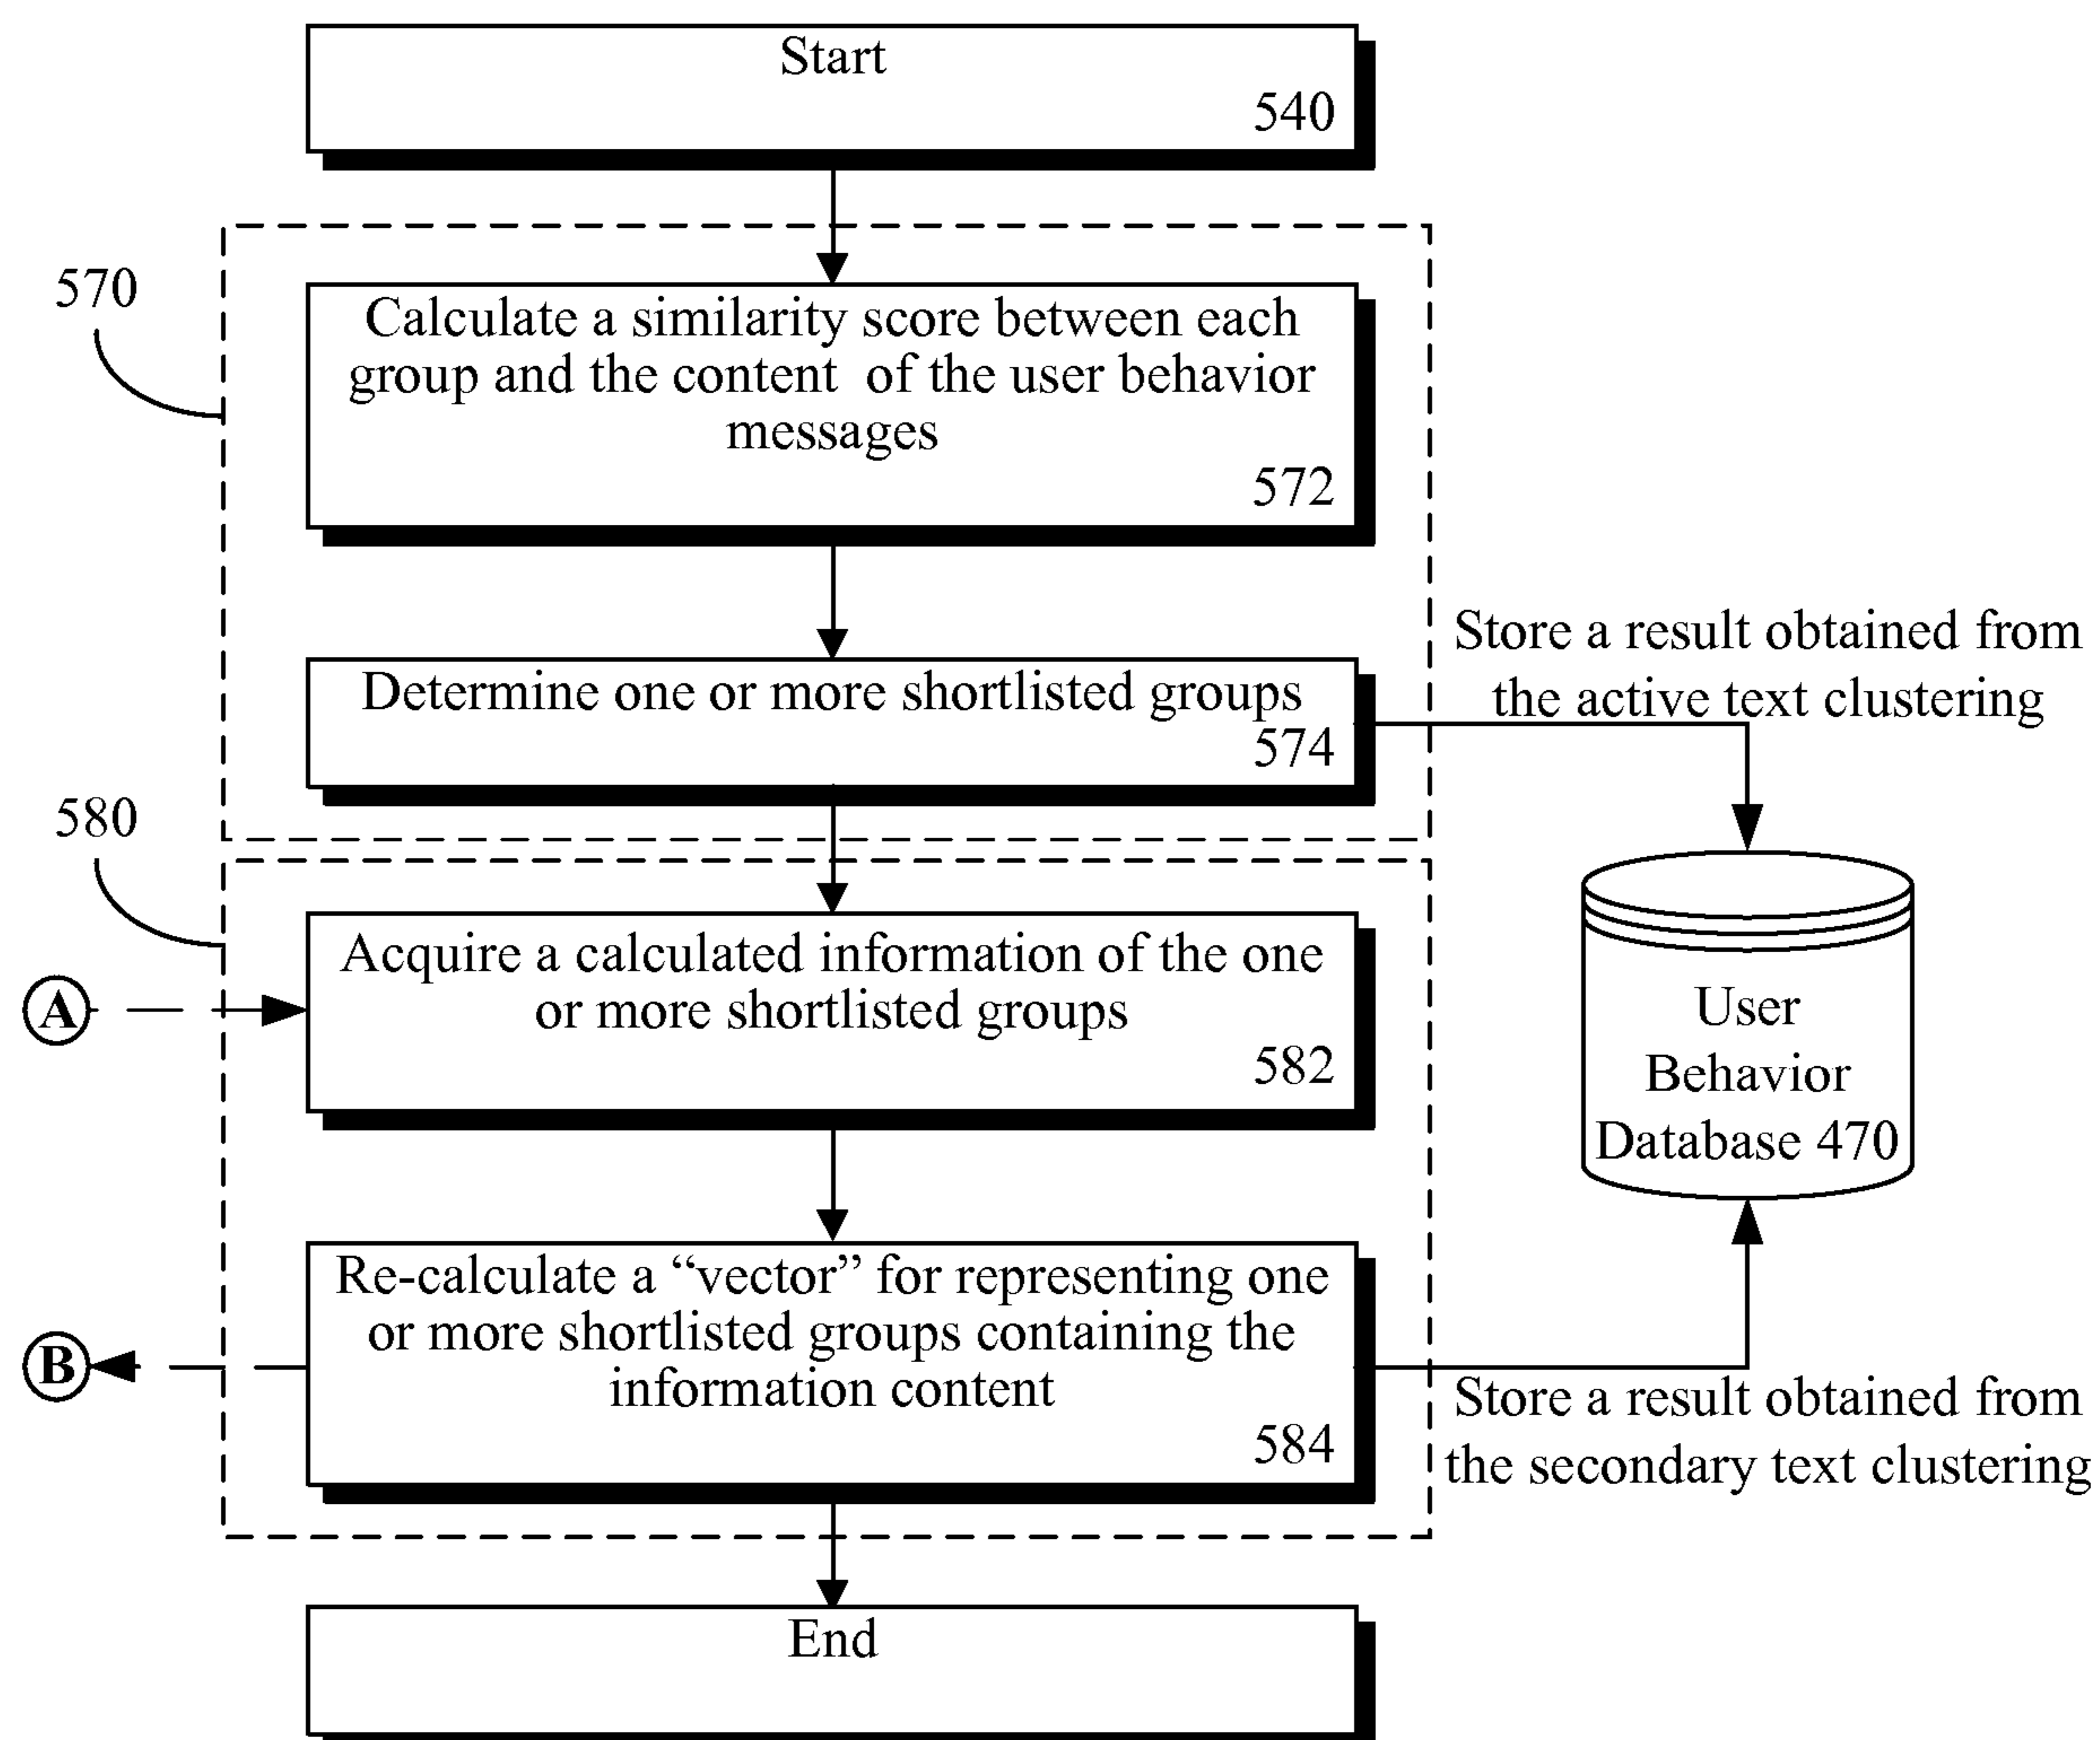 Start
540
570
Calculate a similarity score between each
group and the content of the user behavior
messages
572
Store a result obtained from
the active text clustering
Determine one or more shortlisted groups
574
580
Acquire a calculated information of the one
or more shortlisted groups
582
A
User
Behavior
Database 470
Re-calculate a “vector” for representing one
or more shortlisted groups containing the
information content
584
B
Store a result obtained from
the secondary text clustering
End